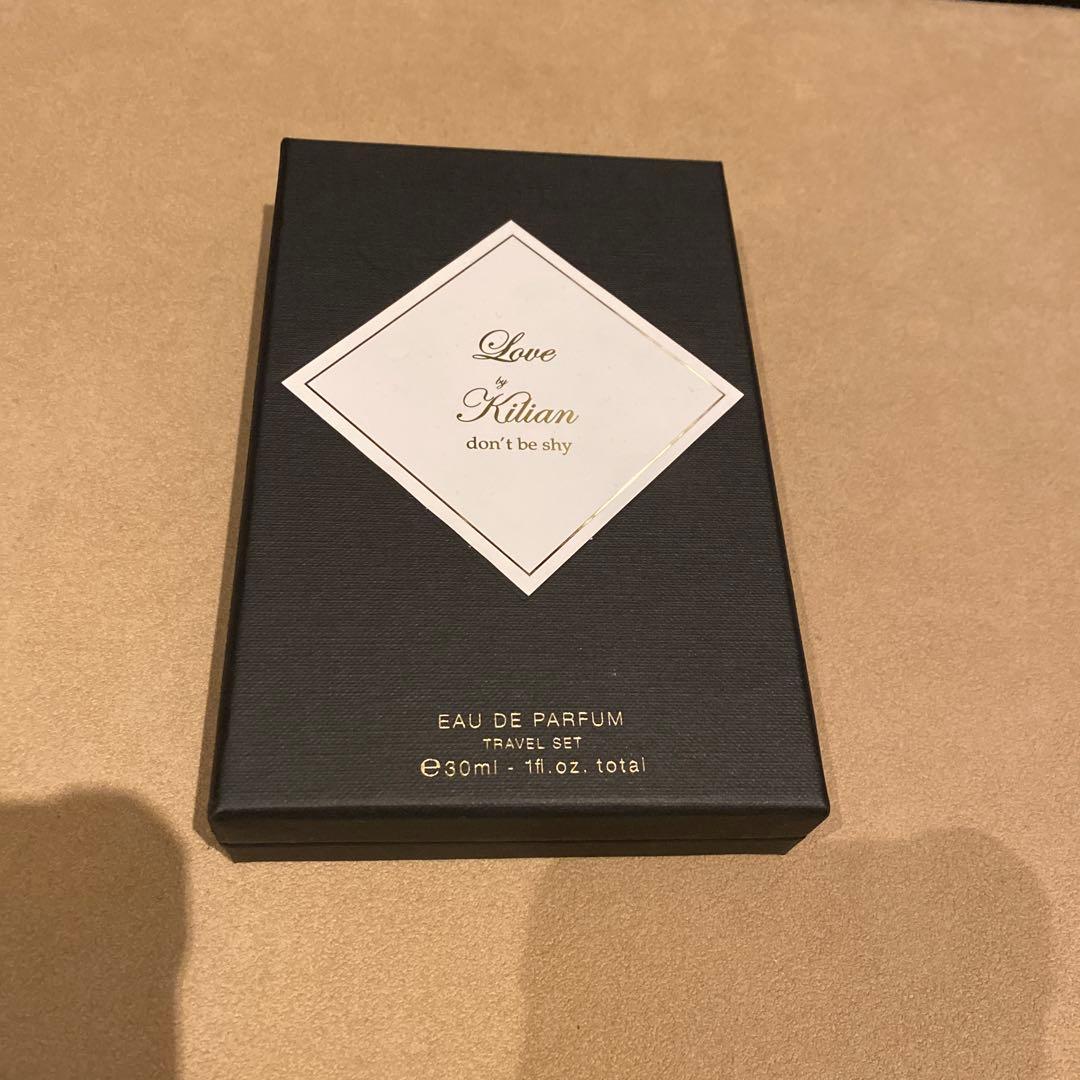 Love
by
Kilian
don't be shy
EAU DE PARFUM
TRAVEL SET
℮30ml - 1fl.oz. total